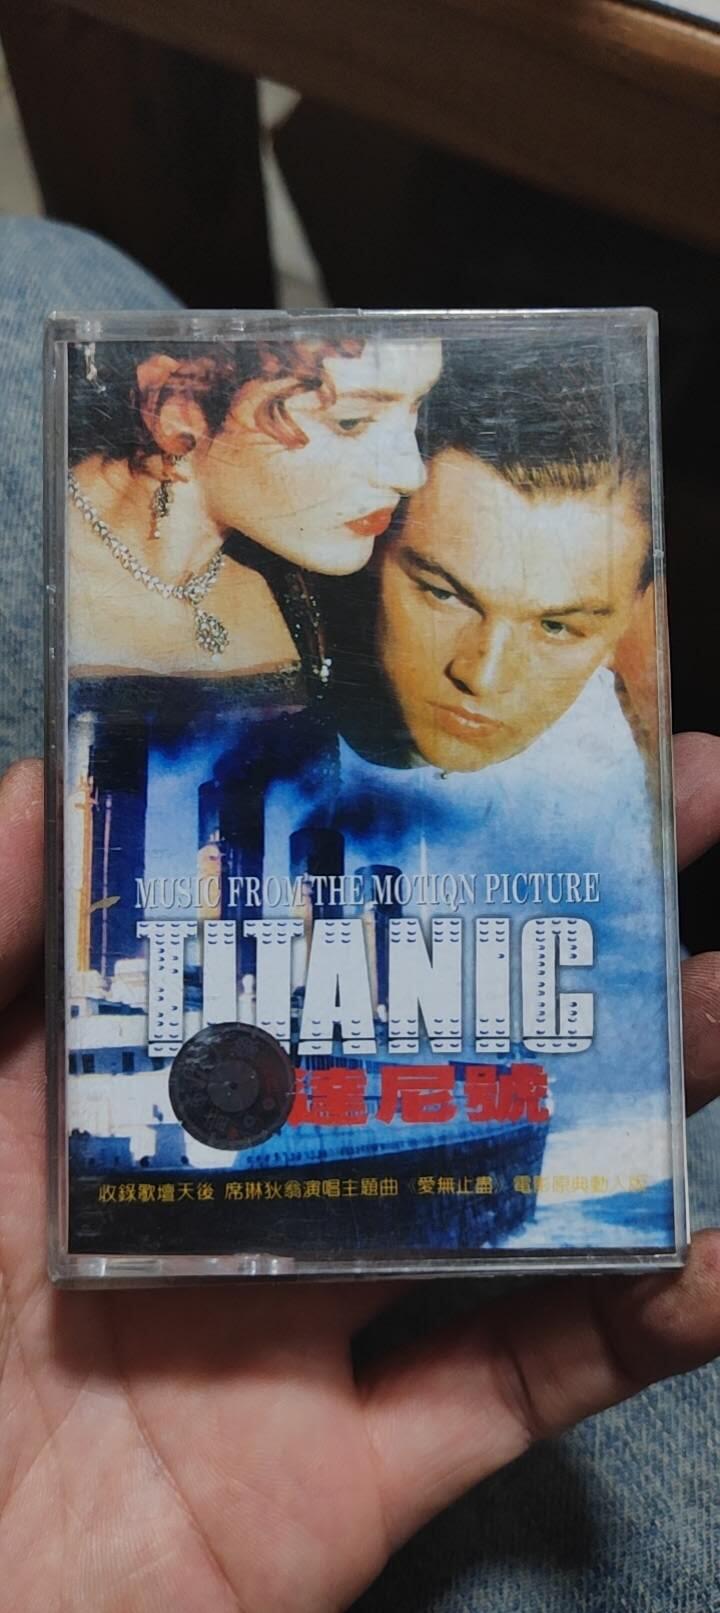 MUSIC FROM THE MOTION PICTURE
TITANIC
達尼號
收錄歌壇天後 席琳狄翁演唱主題曲《愛無止盡》電影原典動人版